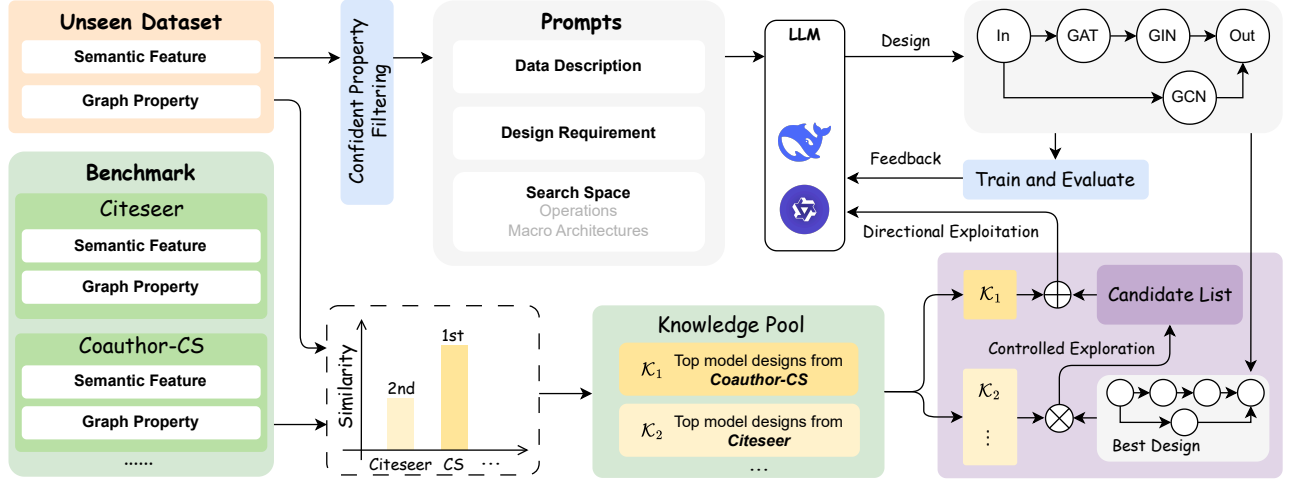 Unseen Dataset
Semantic Feature
Graph Property
Benchmark
Citeseer
Semantic Feature
Graph Property
Coauthor-CS
Semantic Feature
Graph Property
......
Confident Property
Filtering
Prompts
Data Description
Design Requirement
Search Space
Operations
Macro Architectures
LLM
Design
In
GAT
GIN
Out
GCN
Feedback
Train and Evaluate
Directional Exploitation
Similarity
2nd
1st
Citeseer
CS
...
Knowledge Pool
K1 Top model designs from
Coauthor-CS
K2 Top model designs from
Citeseer
...
K1
Candidate List
Controlled Exploration
K2
⋮
Best Design